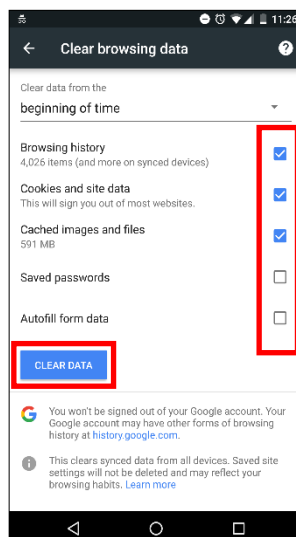 11:26
Clear browsing data
Clear data from the
beginning of time
Browsing history
4,026 items (and more on synced devices)
Cookies and site data
This will sign you out of most websites.
Cached images and files
591 MB
Saved passwords
Autofill form data
CLEAR DATA
You won't be signed out of your Google account. Your
Google account may have other forms of browsing
history at history.google.com.
This clears synced data from all devices. Saved site
settings will not be deleted and may reflect your
browsing habits. Learn more